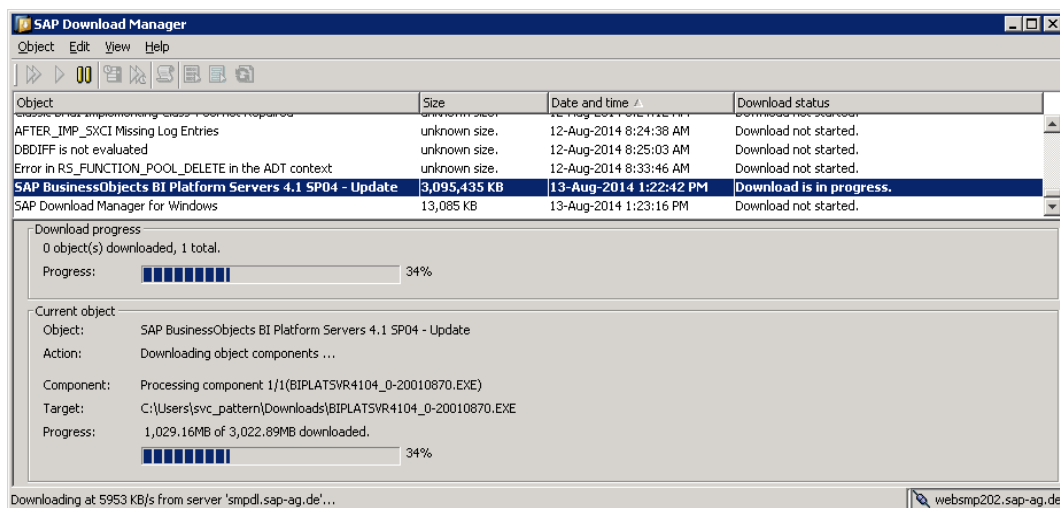 SAP Download Manager
Object Edit View Help
Object Size Date and time Download status
AFTER_IMP_SXCI Missing Log Entries unknown size. 12-Aug-2014 8:24:38 AM Download not started.
DBDIFF is not evaluated unknown size. 12-Aug-2014 8:25:03 AM Download not started.
Error in RS_FUNCTION_POOL_DELETE in the ADT context unknown size. 12-Aug-2014 8:33:46 AM Download not started.
SAP BusinessObjects BI Platform Servers 4.1 SP04 - Update 3,095,435 KB 13-Aug-2014 1:22:42 PM Download is in progress.
SAP Download Manager for Windows 13,085 KB 13-Aug-2014 1:23:16 PM Download not started.
Download progress
0 object(s) downloaded, 1 total.
Progress: 34%
Current object
Object: SAP BusinessObjects BI Platform Servers 4.1 SP04 - Update
Action: Downloading object components ...
Component: Processing component 1/1(BIPLATSVR4104_0-20010870.EXE)
Target: C:\Users\svc_pattern\Downloads\BIPLATSVR4104_0-20010870.EXE
Progress: 1,029.16MB of 3,022.89MB downloaded.
34%
Downloading at 5953 KB/s from server 'smpdl.sap-ag.de'... websmp202.sap-ag.de